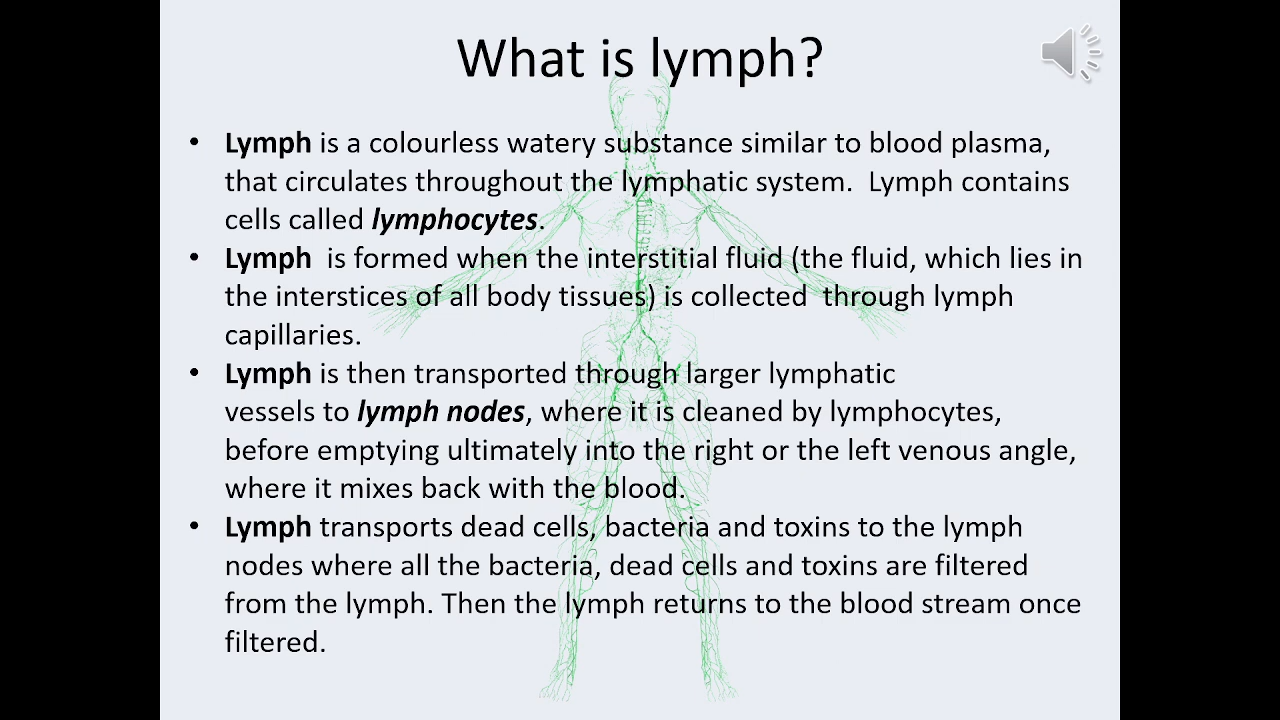 What is lymph?
• Lymph is a colourless watery substance similar to blood plasma,
that circulates throughout the lymphatic system.  Lymph contains
cells called lymphocytes.
• Lymph  is formed when the interstitial fluid (the fluid, which lies in
the interstices of all body tissues) is collected  through lymph
capillaries.
• Lymph is then transported through larger lymphatic
vessels to lymph nodes, where it is cleaned by lymphocytes,
before emptying ultimately into the right or the left venous angle,
where it mixes back with the blood.
• Lymph transports dead cells, bacteria and toxins to the lymph
nodes where all the bacteria, dead cells and toxins are filtered
from the lymph. Then the lymph returns to the blood stream once
filtered.